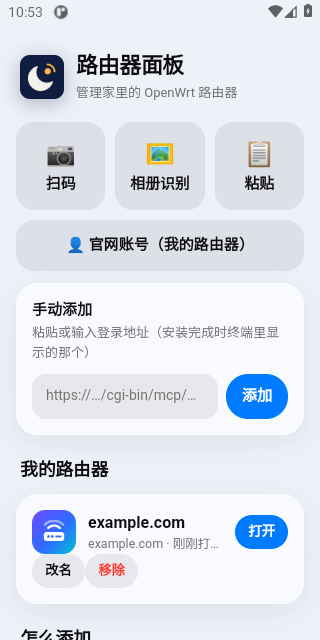 10:53
路由器面板
管理家里的 OpenWrt 路由器
扫码
相册识别
粘贴
官网账号（我的路由器）
手动添加
粘贴或输入登录地址（安装完成时终端里显
示的那个）
https://.../cgi-bin/mcp/...
添加
我的路由器
example.com
example.com · 刚刚打...
打开
改名
移除
怎么添加